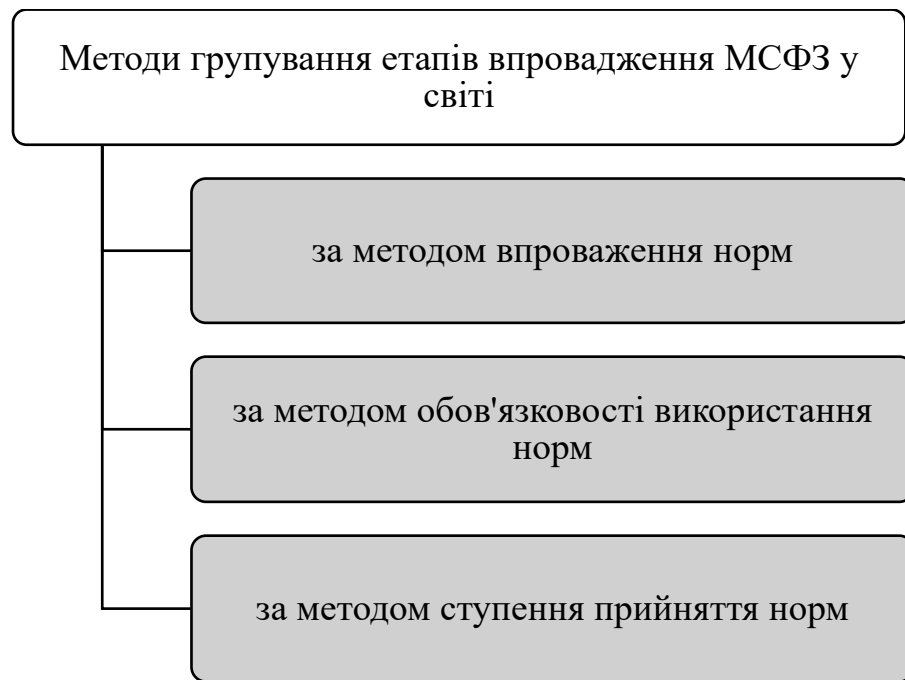 Методи групування етапів впровадження МСФЗ у
світі
за методом впроваження норм
за методом обов'язковості використання
норм
за методом ступення прийняття норм